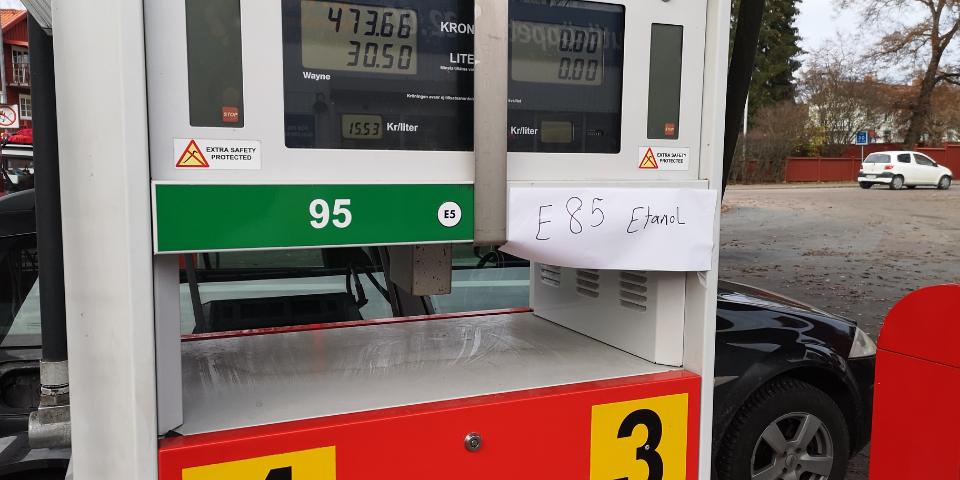 473.66
KRON
30.50
LITE
Wayne
15.53 Kr/liter
STOP
EXTRA SAFETY
PROTECTED
0.00
0.00
Kr/liter
STOP
EXTRA SAFETY
PROTECTED
95
E5
E 85 Etanol
3